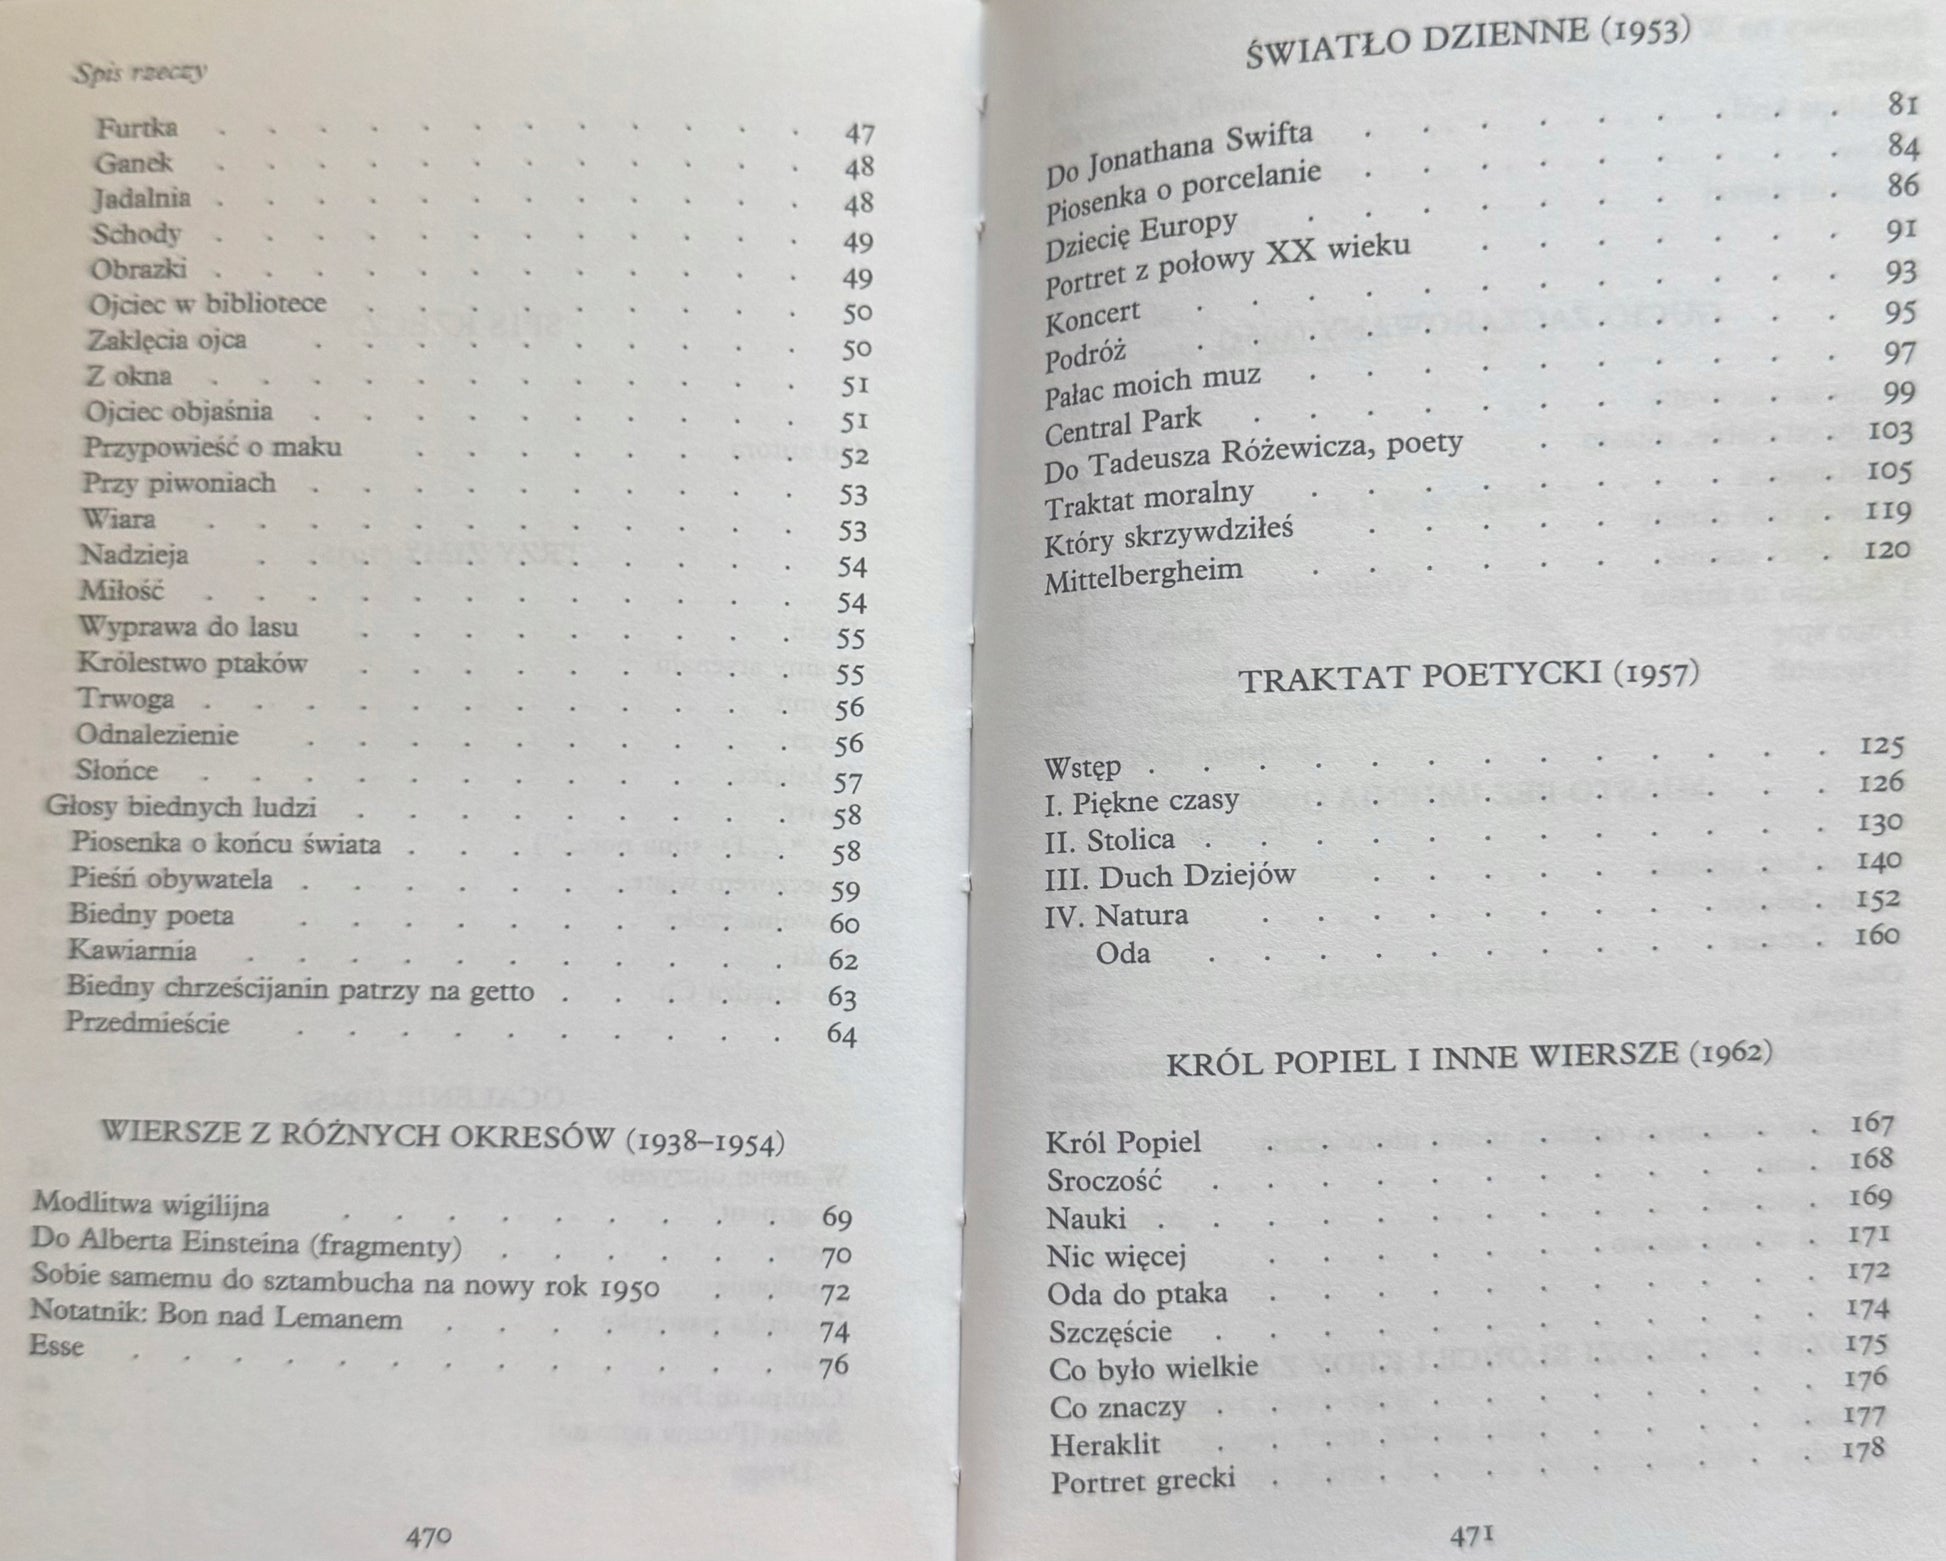 Spis rzeczy
Furtka . . . . . . . . . . . . 47
Ganek . . . . . . . . . . . . 48
Jadalnia . . . . . . . . . . . . 48
Schody . . . . . . . . . . . . 49
Obrazki . . . . . . . . . . . . 49
Ojciec w bibliotece . . . . . . . . . 50
Zaklęcia ojca . . . . . . . . . . 50
Z okna . . . . . . . . . . . . 51
Ojciec objaśnia . . . . . . . . . . 51
Przypowieść o maku . . . . . . . . 52
Przy piwoniach . . . . . . . . . . 53
Wiara . . . . . . . . . . . . 53
Nadzieja . . . . . . . . . . . 54
Miłość . . . . . . . . . . . . 54
Wyprawa do lasu . . . . . . . . . 55
Królestwo ptaków . . . . . . . . . 55
Trwoga . . . . . . . . . . . . 56
Odnalezienie . . . . . . . . . . 56
Słońce . . . . . . . . . . . . 57
Głosy biednych ludzi . . . . . . . . . 58
Piosenka o końcu świata . . . . . . . . 58
Pieśń obywatela . . . . . . . . . . 59
Biedny poeta . . . . . . . . . . 60
Kawiarnia . . . . . . . . . . . 62
Biedny chrześcijanin patrzy na getto . . . . . 63
Przedmieście . . . . . . . . . . 64
WIERSZE Z RÓŻNYCH OKRESÓW (1938–1954)
Modlitwa wigilijna . . . . . . . . . 69
Do Alberta Einsteina (fragmenty) . . . . . . 70
Sobie samemu do sztambucha na nowy rok 1950 . . 72
Notatnik: Bon nad Lemanem . . . . . . . 74
Esse . . . . . . . . . . . . . 76
470
ŚWIATŁO DZIENNE (1953)
Do Jonathana Swifta . . . . . . . . . 81
Piosenka o porcelanie . . . . . . . . . 84
Dziecię Europy . . . . . . . . . . 86
Portret z połowy XX wieku . . . . . . . 91
Koncert . . . . . . . . . . . . 93
Podróż . . . . . . . . . . . . 95
Pałac moich muz . . . . . . . . . . 97
Central Park . . . . . . . . . . . 99
Do Tadeusza Różewicza, poety . . . . . . 103
Traktat moralny . . . . . . . . . . 105
Który skrzywdziłeś . . . . . . . . . 119
Mittelbergheim . . . . . . . . . . 120
TRAKTAT POETYCKI (1957)
Wstęp . . . . . . . . . . . . . 125
I. Piękne czasy . . . . . . . . . . 126
II. Stolica . . . . . . . . . . . . 130
III. Duch Dziejów . . . . . . . . . 140
IV. Natura . . . . . . . . . . . 152
Oda . . . . . . . . . . . . 160
KRÓL POPIEL I INNE WIERSZE (1962)
Król Popiel . . . . . . . . . . . 167
Sroczość . . . . . . . . . . . . 168
Nauki . . . . . . . . . . . . . 169
Nic więcej . . . . . . . . . . . 171
Oda do ptaka . . . . . . . . . . . 172
Szczęście . . . . . . . . . . . . 174
Co było wielkie . . . . . . . . . . 175
Co znaczy . . . . . . . . . . . . 176
Heraklit . . . . . . . . . . . . 177
Portret grecki . . . . . . . . . . . 178
471